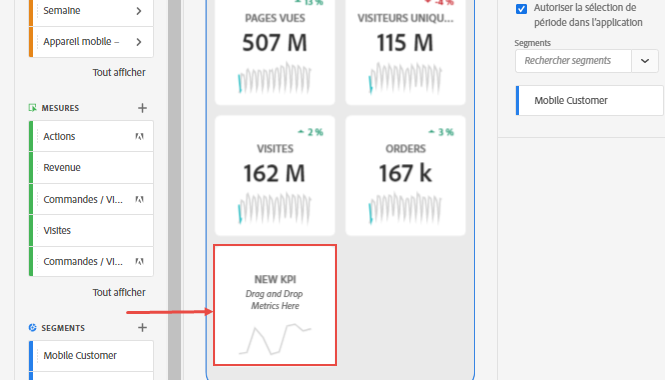 Semaine
Appareil mobile –
Tout afficher
MESURES
Actions
Revenue
Commandes / VI...
Visites
Commandes / VI...
Tout afficher
SEGMENTS
Mobile Customer
13 %
PAGES VUES
507 M
-4 %
VISITEURS UNIQU...
115 M
2 %
VISITES
162 M
3 %
ORDERS
167 k
NEW KPI
Drag and Drop
Metrics Here
Autoriser la sélection de
période dans l'application
Segments
Rechercher segments
Mobile Customer